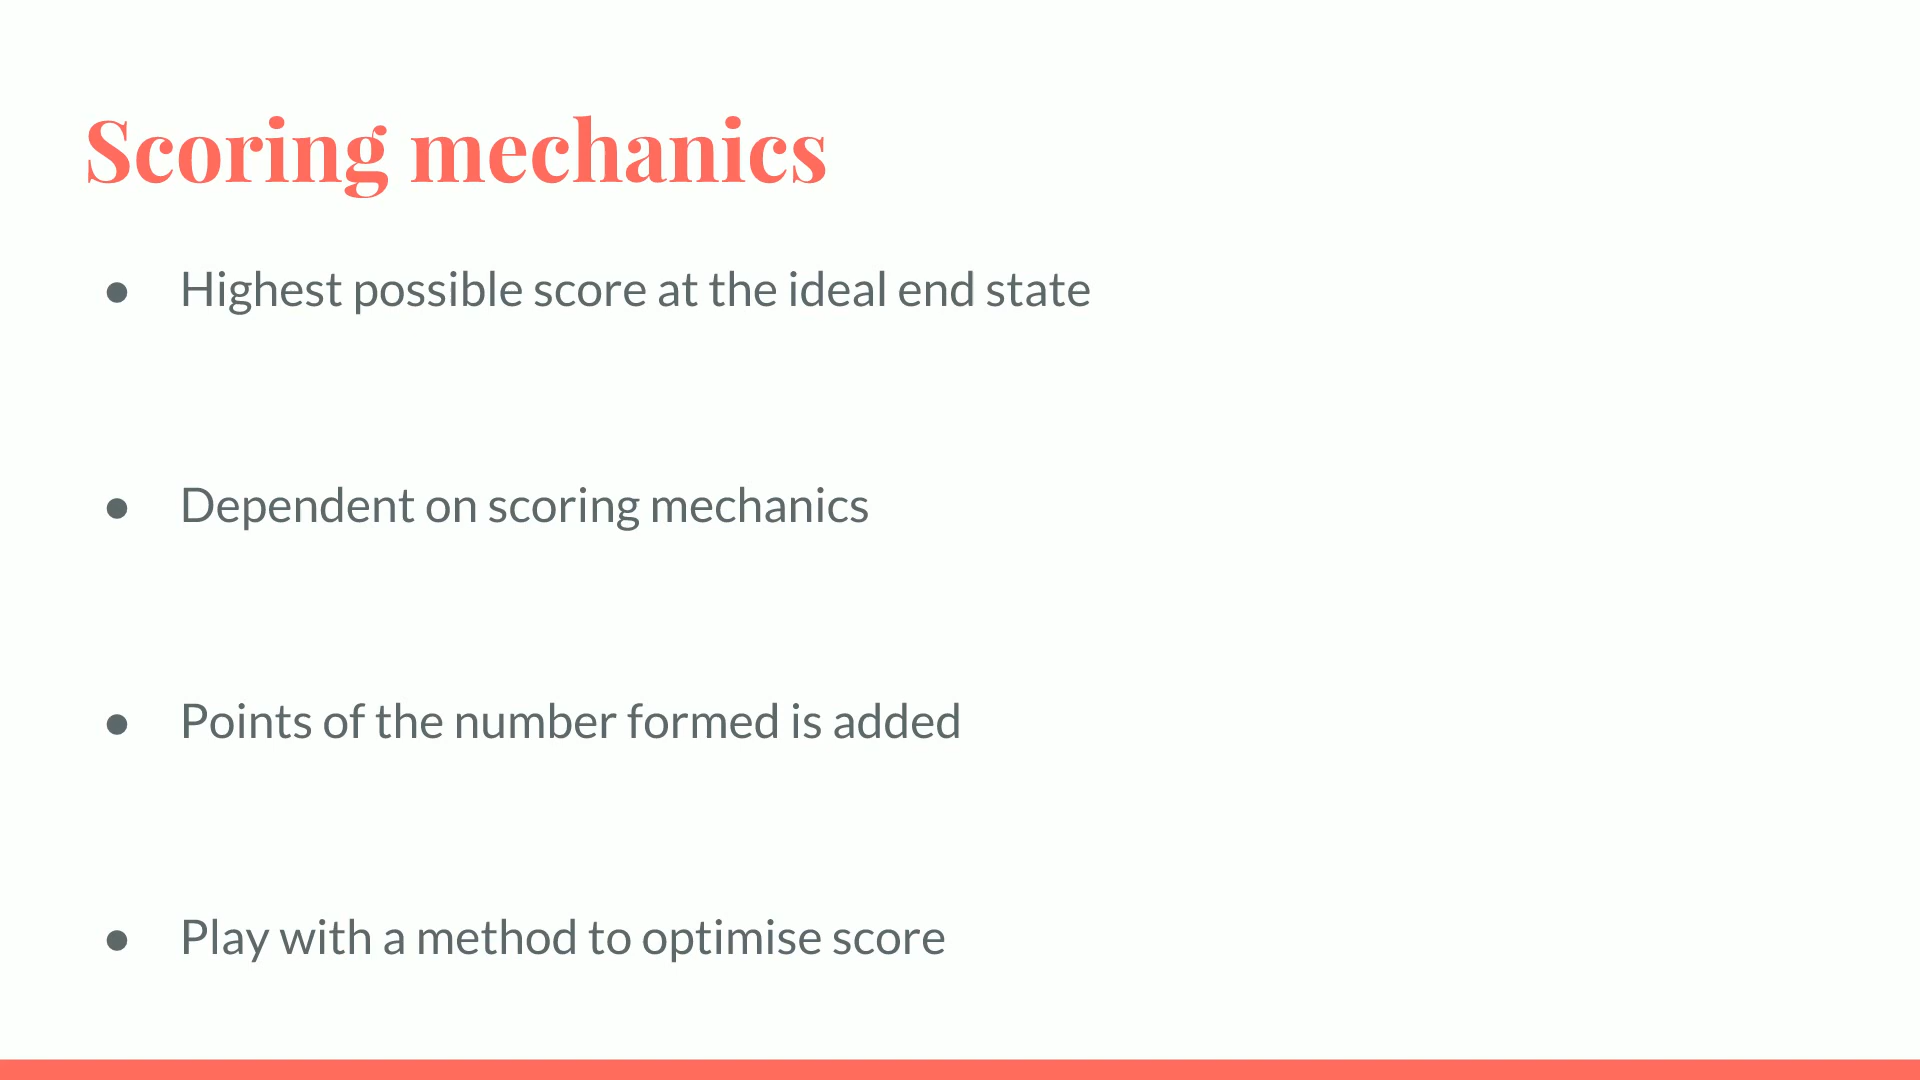 Scoring mechanics
● Highest possible score at the ideal end state
● Dependent on scoring mechanics
● Points of the number formed is added
● Play with a method to optimise score